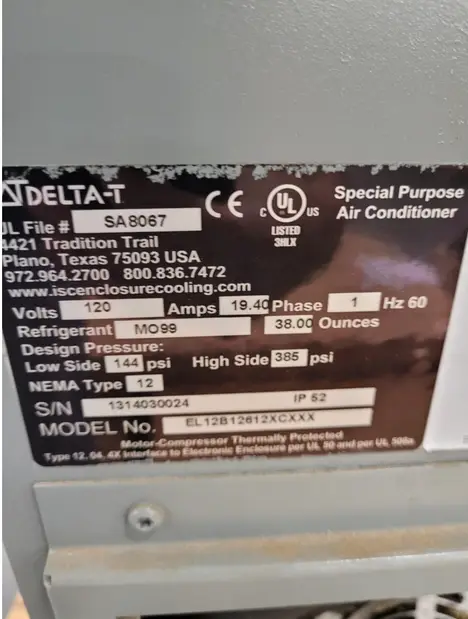 DELTA-T
UL File # SA8067
CE
C UL US
LISTED
3HLX
Special Purpose
Air Conditioner
4421 Tradition Trail
Plano, Texas 75093 USA
972.964.2700 800.836.7472
www.iscenclosurecooling.com
Volts 120 Amps 19.40 Phase 1 Hz 60
Refrigerant MO99 38.00 Ounces
Design Pressure:
Low Side 144 psi High Side 385 psi
NEMA Type 12
S/N 1314030024 IP 52
MODEL No. EL12B12612XCXXX
Motor-Compressor Thermally Protected
Type 12, 04, 4X Interface to Electronic Enclosure per UL 50 and per UL 508a